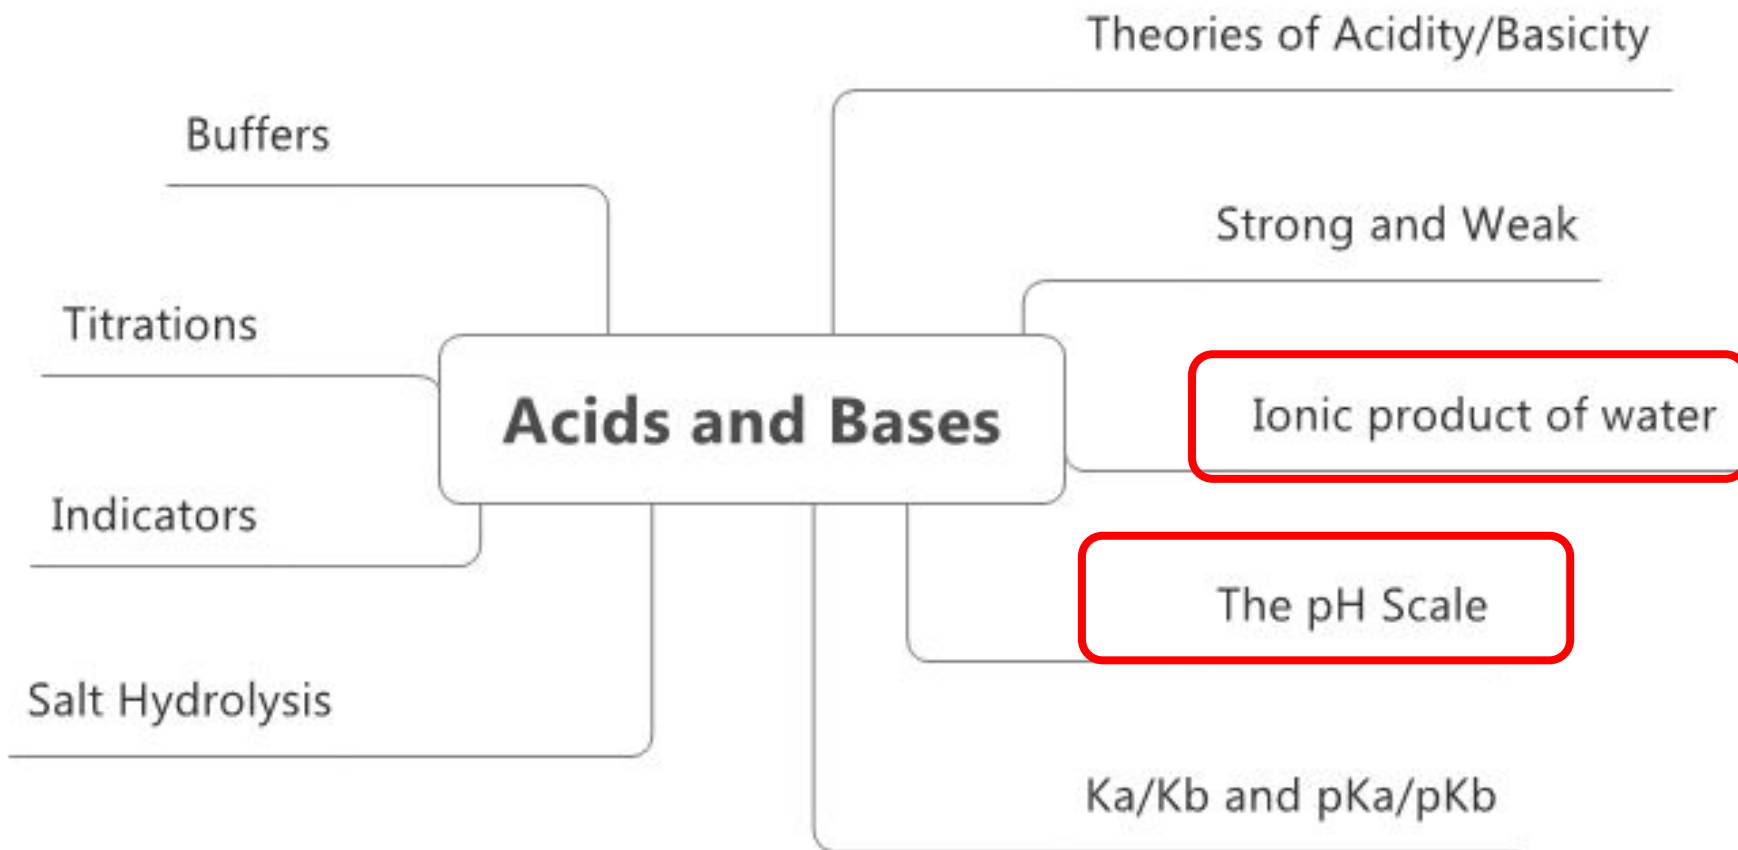 Theories of Acidity/Basicity
Buffers
Strong and Weak
Titrations
Acids and Bases
Ionic product of water
Indicators
The pH Scale
Salt Hydrolysis
Ka/Kb and pKa/pKb